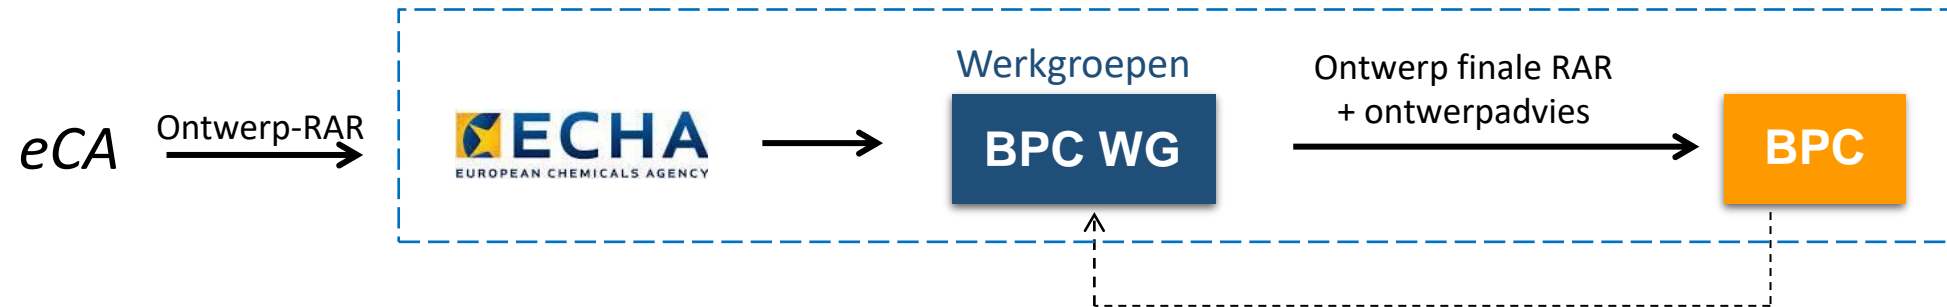 eCA
Ontwerp-RAR
ECHA
EUROPEAN CHEMICALS AGENCY
Werkgroepen
BPC WG
Ontwerp finale RAR
+ ontwerpadvies
BPC